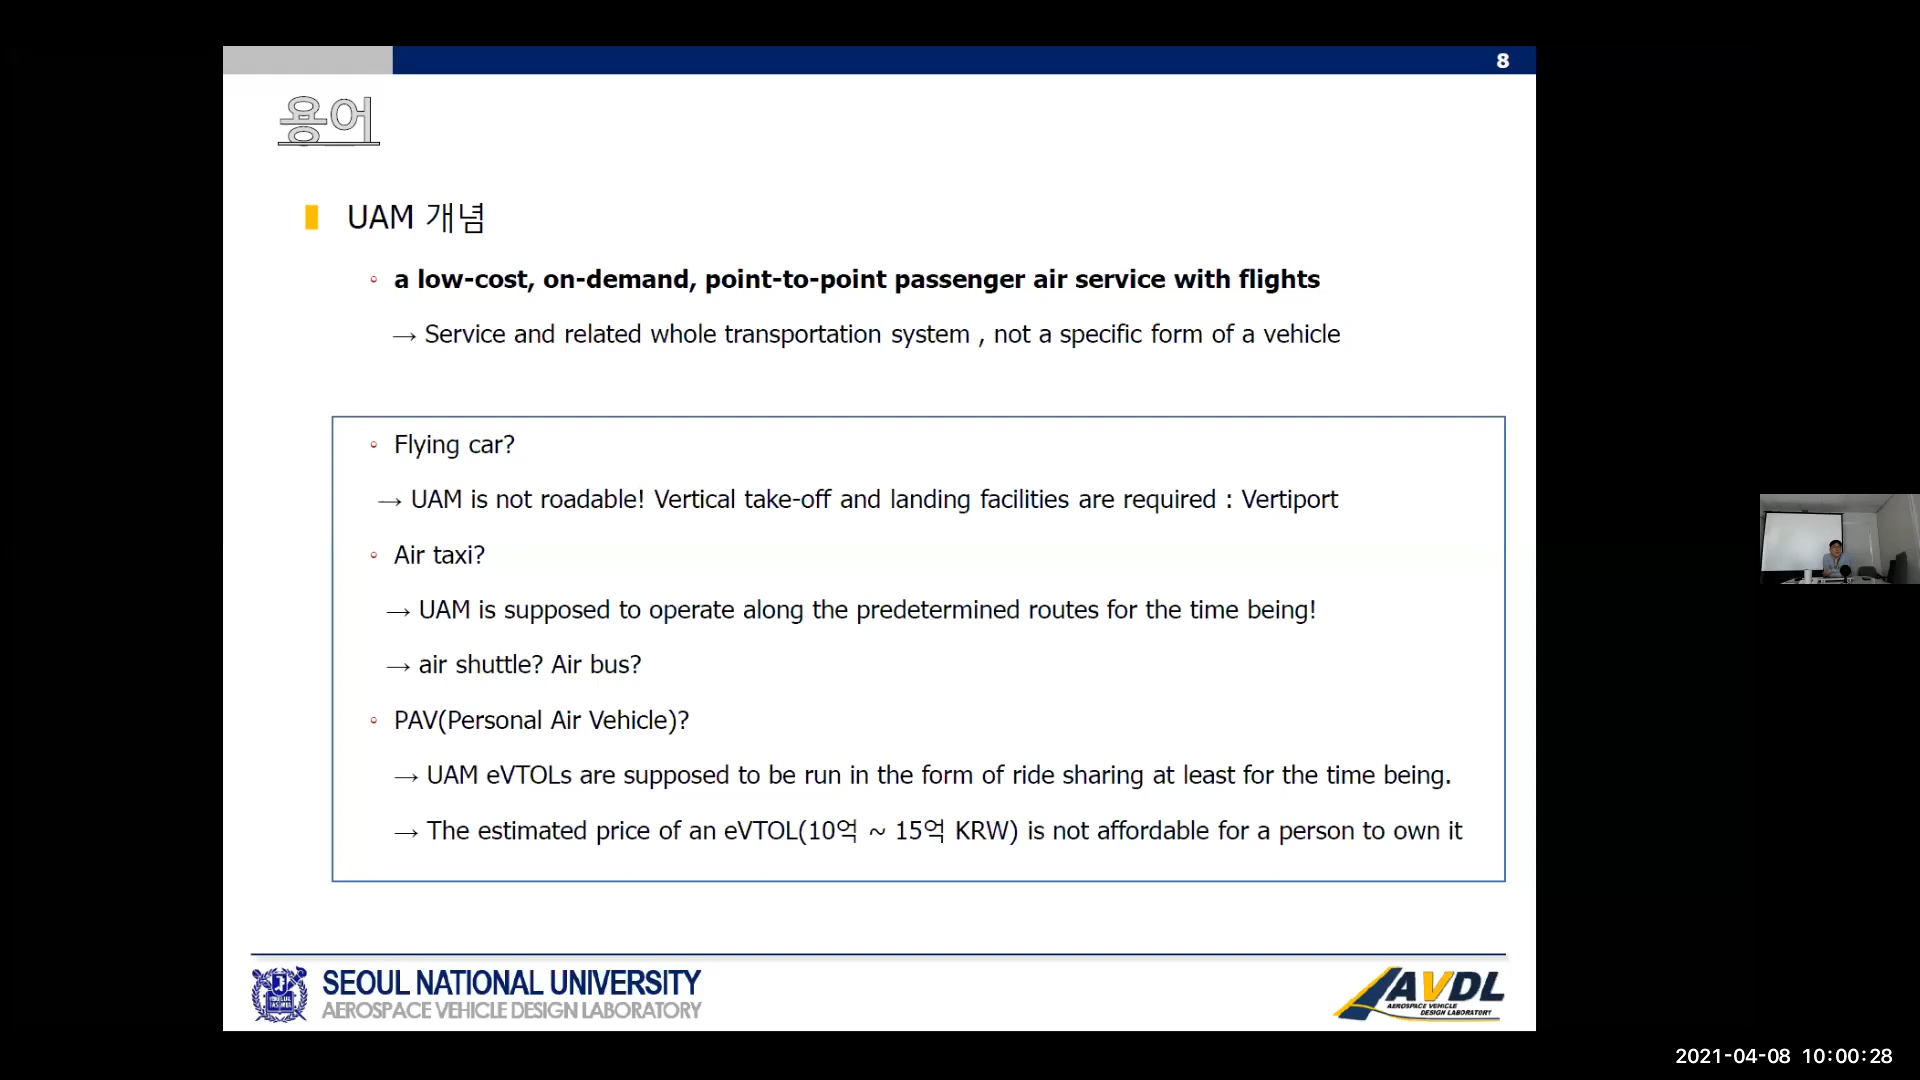 8
용어
UAM 개념
◦ a low-cost, on-demand, point-to-point passenger air service with flights
→ Service and related whole transportation system , not a specific form of a vehicle
◦ Flying car?
→ UAM is not roadable! Vertical take-off and landing facilities are required : Vertiport
◦ Air taxi?
→ UAM is supposed to operate along the predetermined routes for the time being!
→ air shuttle? Air bus?
◦ PAV(Personal Air Vehicle)?
→ UAM eVTOLs are supposed to be run in the form of ride sharing at least for the time being.
→ The estimated price of an eVTOL(10억 ~ 15억 KRW) is not affordable for a person to own it
SEOUL NATIONAL UNIVERSITY
AEROSPACE VEHICLE DESIGN LABORATORY
AVDL
AEROSPACE VEHICLE
DESIGN LABORATORY
2021-04-08 10:00:28